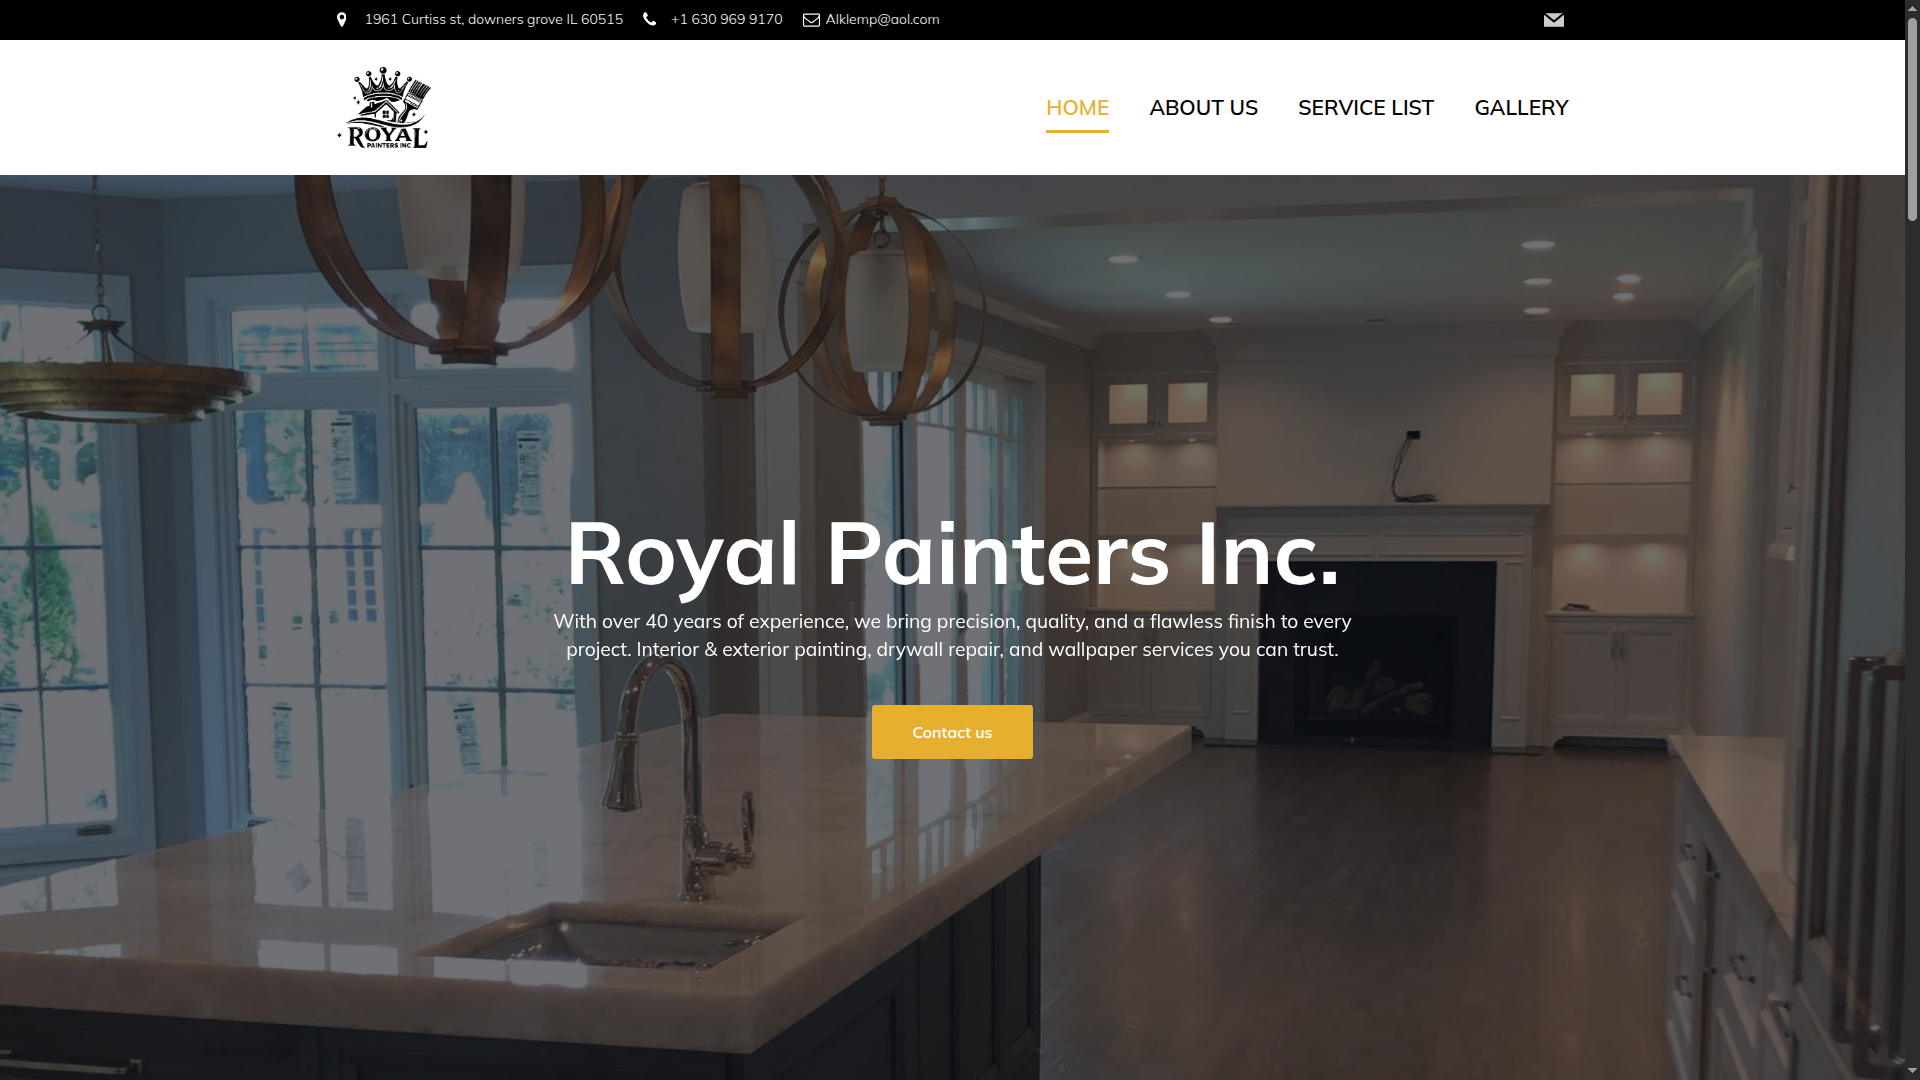 1961 Curtiss st, downers grove IL 60515 +1 630 969 9170 Alklemp@aol.com
ROYAL
PAINTERS INC
HOME ABOUT US SERVICE LIST GALLERY
Royal Painters Inc.
With over 40 years of experience, we bring precision, quality, and a flawless finish to every
project. Interior & exterior painting, drywall repair, and wallpaper services you can trust.
Contact us